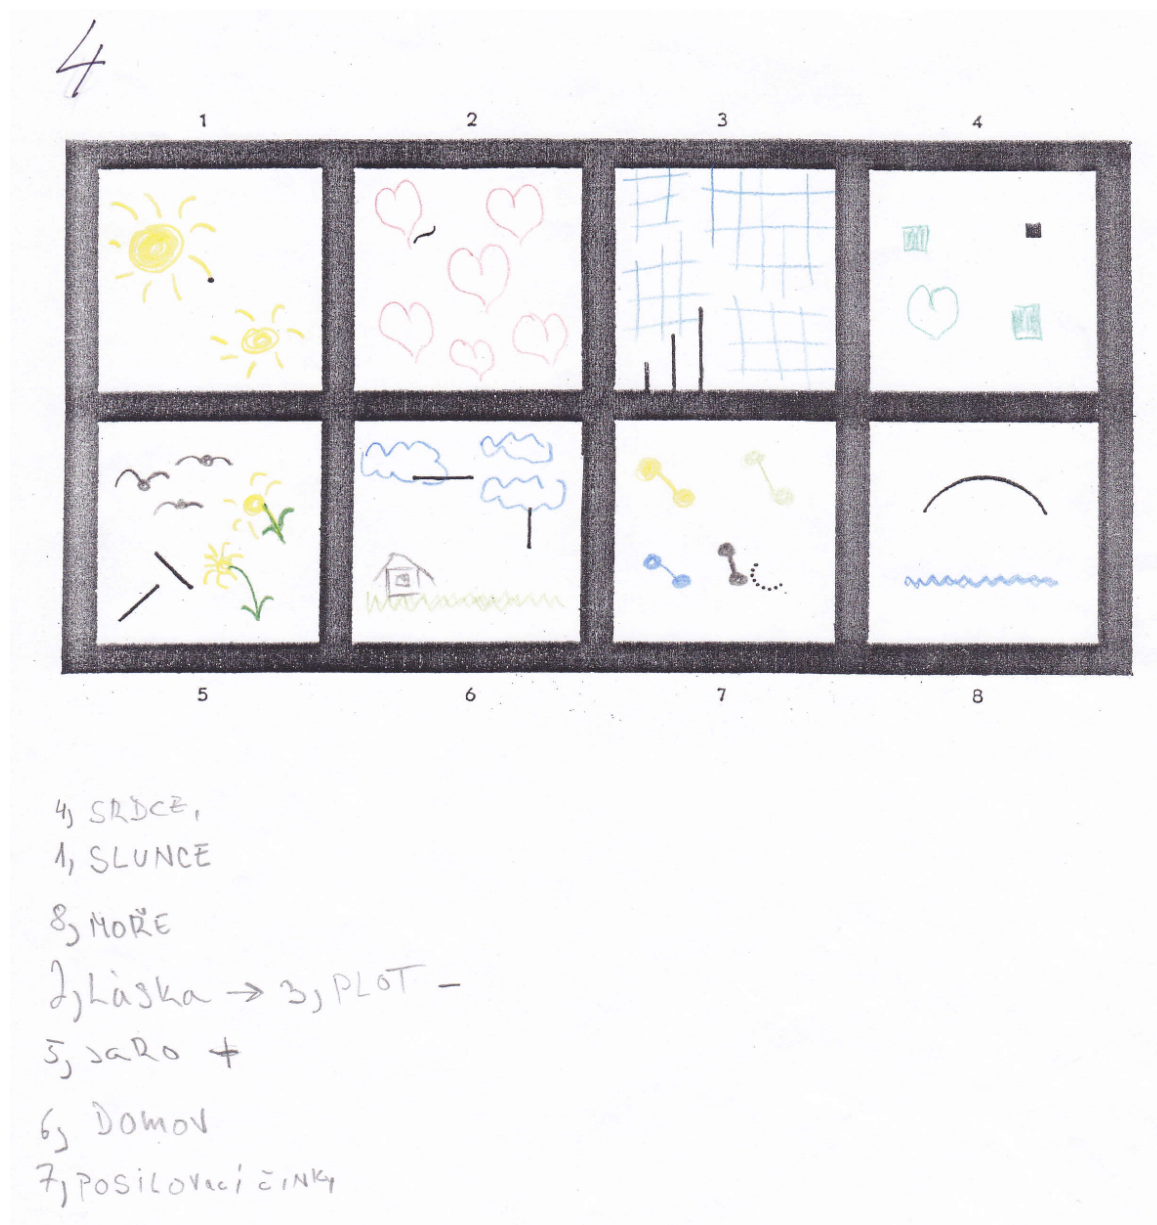 4
1 2 3 4
5 6 7 8
4, SRDCE,
1, SLUNCE
8, MOŘE
2, Láska → 3, PLOT -
5, JaRo +
6, Domov
7, POSILOVací čINKy